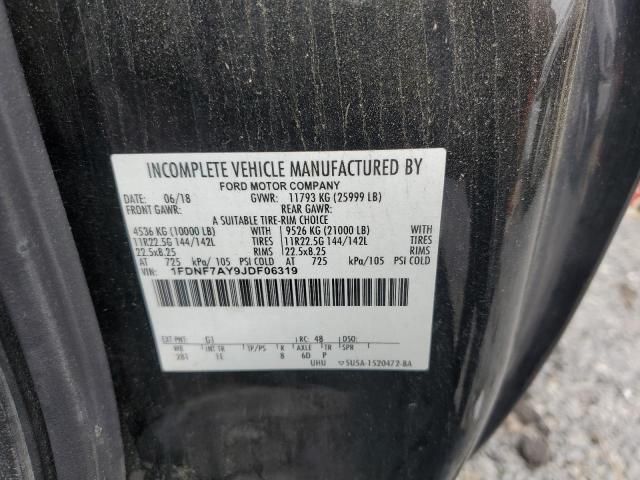 INCOMPLETE VEHICLE MANUFACTURED BY
FORD MOTOR COMPANY
DATE: 06/18 GVWR: 11793 KG (25999 LB)
FRONT GAWR: REAR GAWR:
A SUITABLE TIRE-RIM CHOICE
4536 KG (10000 LB) WITH 9526 KG (21000 LB) WITH
11R22.5G 144/142L TIRES 11R22.5G 144/142L TIRES
22.5x8.25 RIMS 22.5x8.25 RIMS
AT 725 kPa/ 105 PSI COLD AT 725 kPa/105 PSI COLD
VIN: 1FDNF7AY9JDF06319
EXT PNT: G1 RC: 48 DSO:
WB INT TR TP/PS R AXLE TR SPR
281 EE 8 6D P
UHU 5U5A-1520472-BA